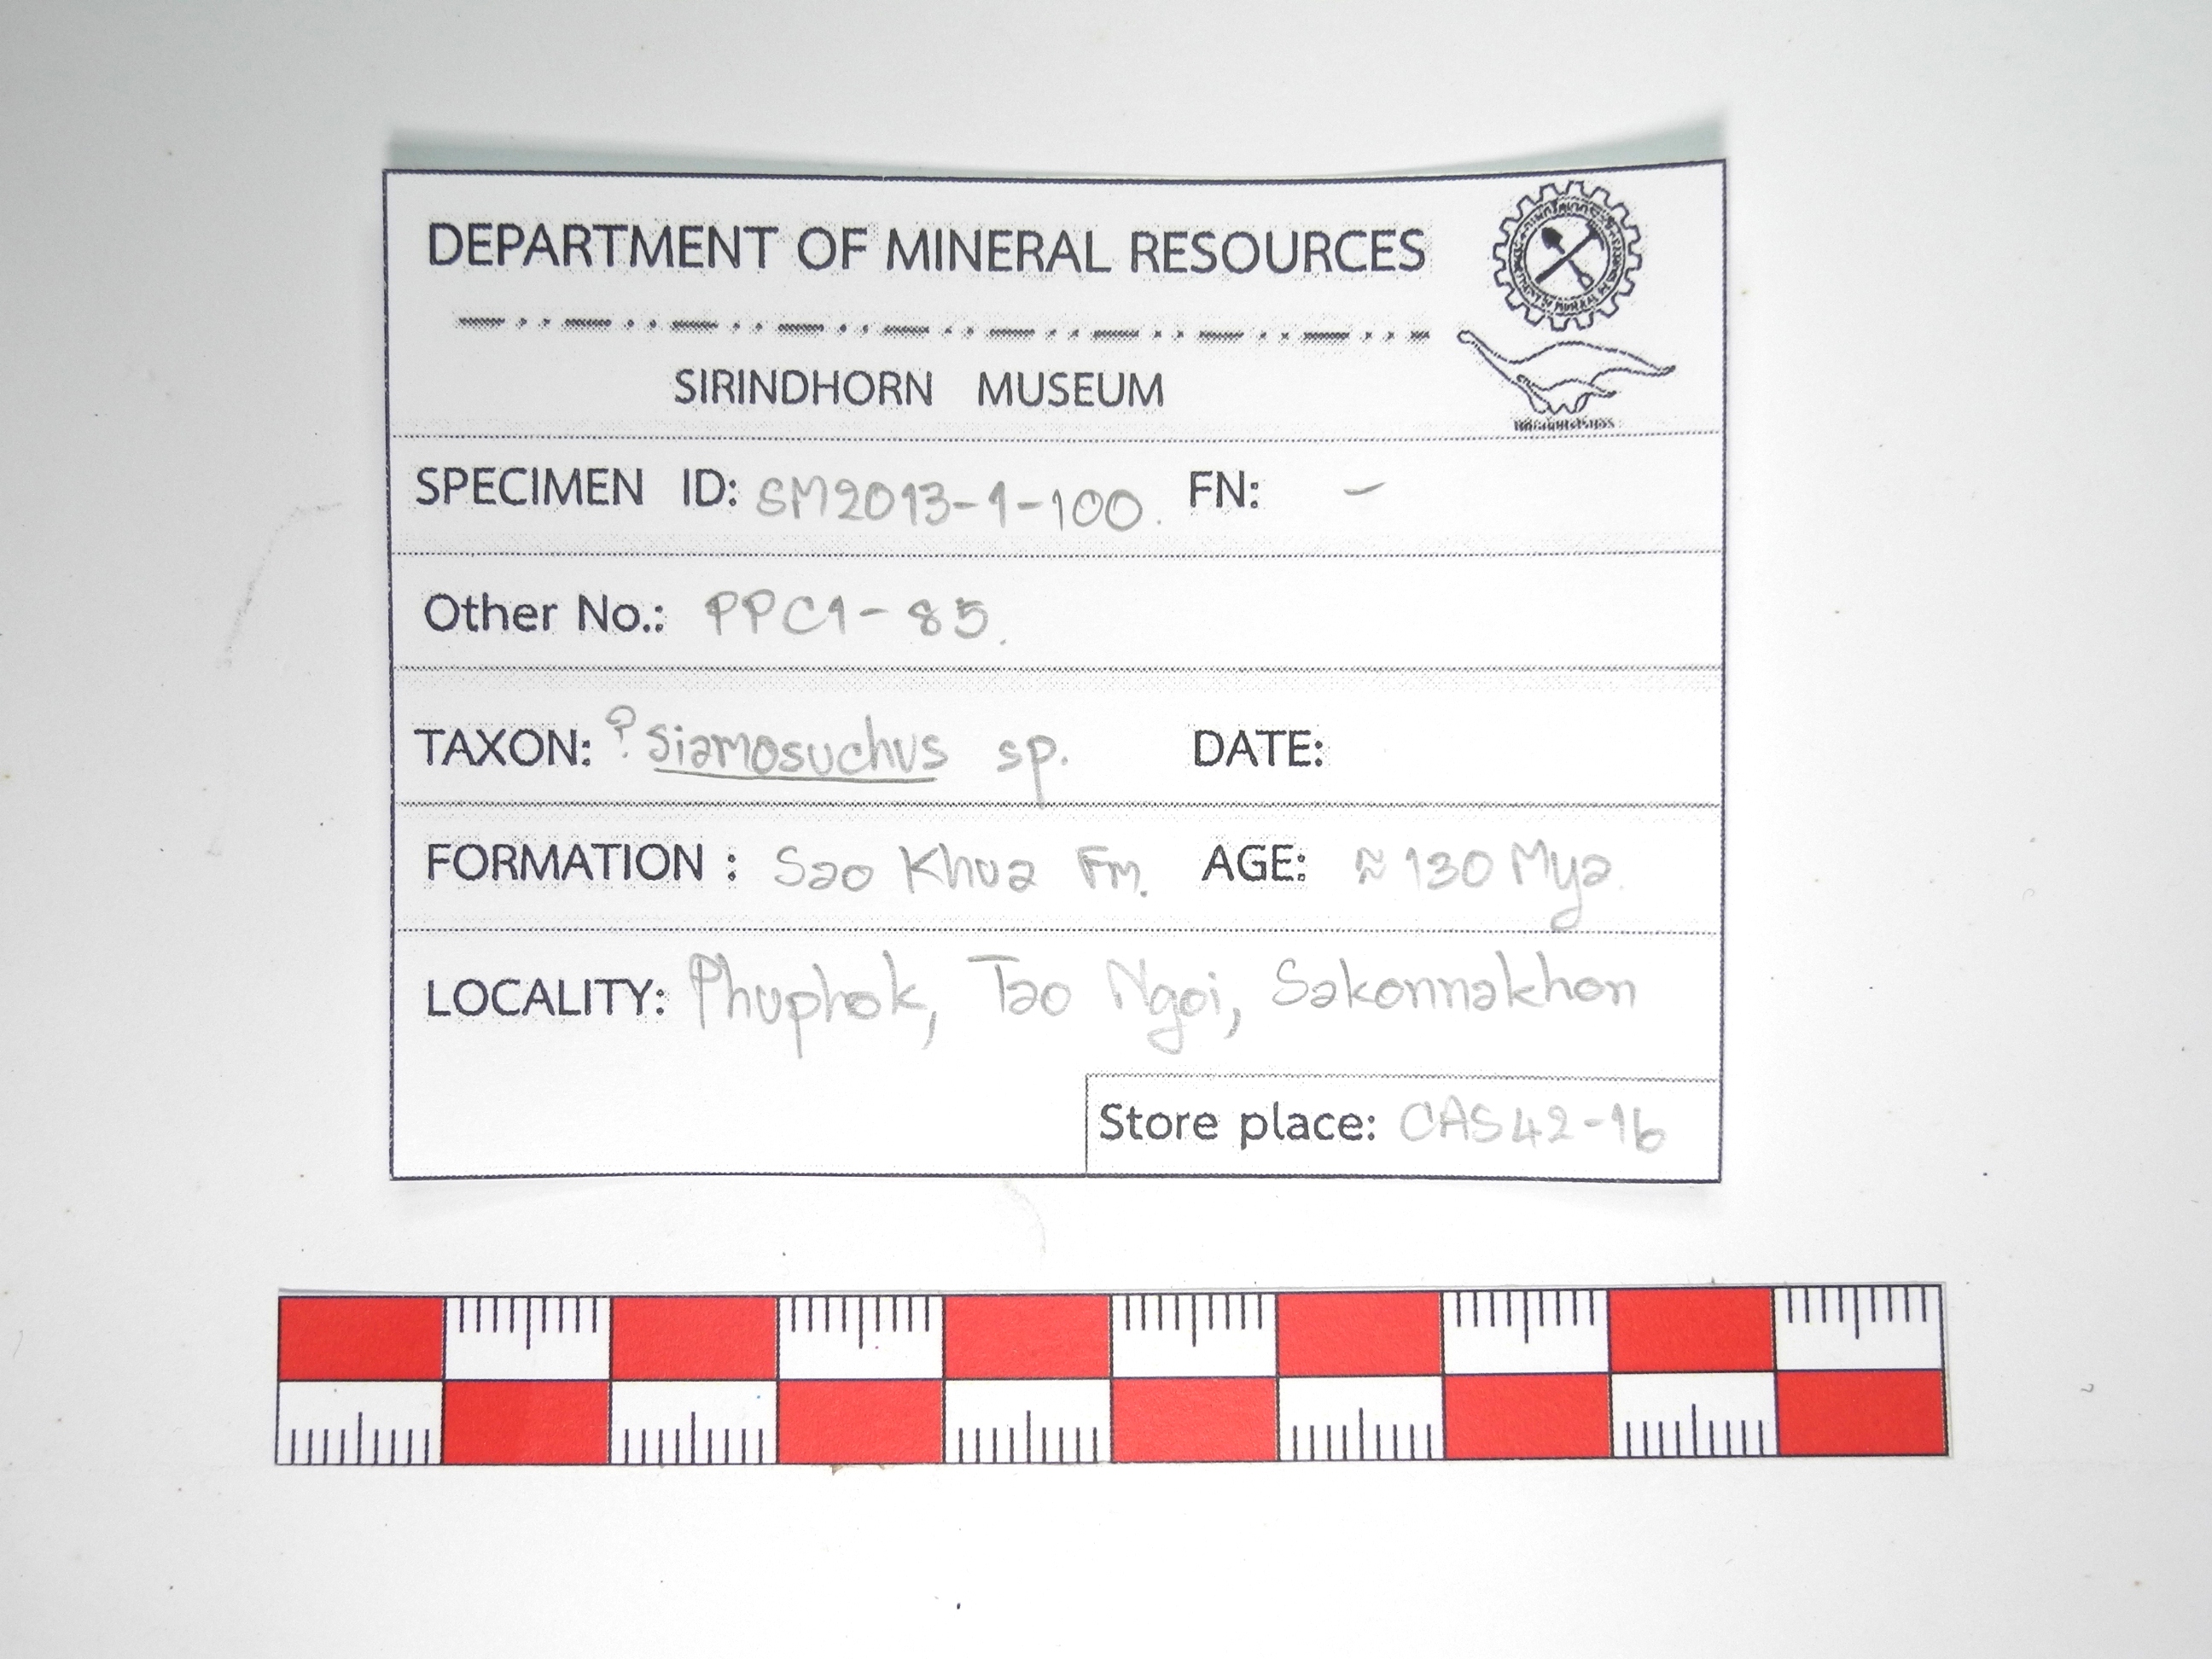 DEPARTMENT OF MINERAL RESOURCES
SIRINDHORN MUSEUM
SPECIMEN ID: SM2013-1-100. FN: -
Other No.: PPC1-85.
TAXON: ? Siamosuchus sp. DATE:
FORMATION : Sao Khua Fm. AGE: ≈ 130 Mya.
LOCALITY: Phuphok, Tao Ngoi, Sakonnakhon
Store place: CAS42-16